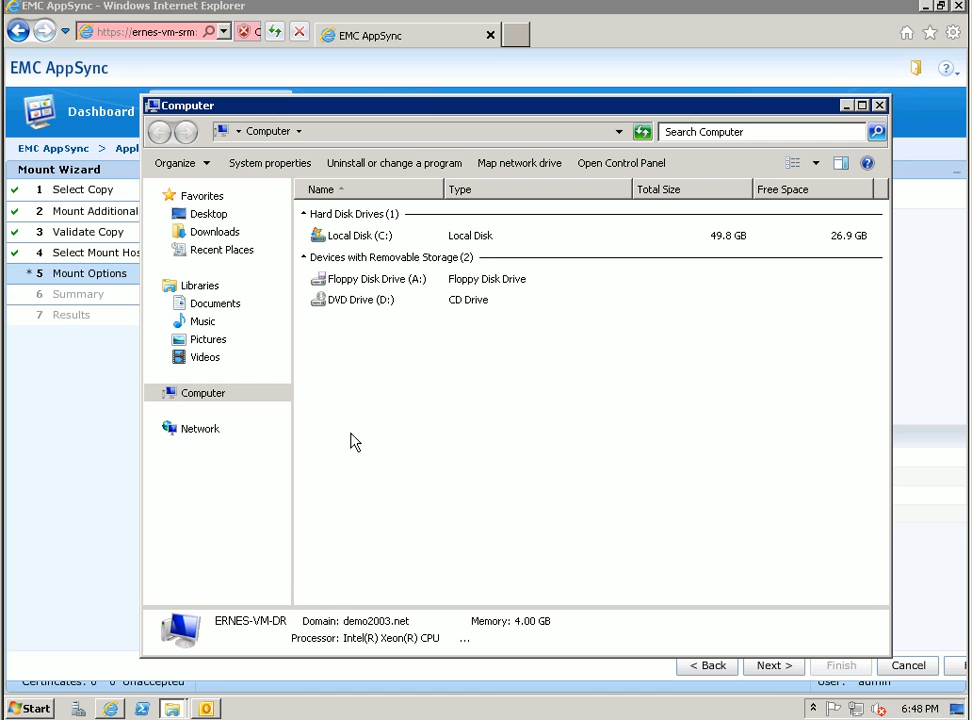 EMC AppSync - Windows Internet Explorer
https://ernes-vm-srm:
EMC AppSync
EMC AppSync
Dashboard
Computer
EMC AppSync > Appl
Computer
Search Computer
Mount Wizard
Organize
System properties
Uninstall or change a program
Map network drive
Open Control Panel
1 Select Copy
2 Mount Additional
3 Validate Copy
4 Select Mount Hos
* 5 Mount Options
6 Summary
7 Results
Favorites
Desktop
Downloads
Recent Places
Libraries
Documents
Music
Pictures
Videos
Computer
Network
Name Type Total Size Free Space
Hard Disk Drives (1)
Local Disk (C:) Local Disk 49.8 GB 26.9 GB
Devices with Removable Storage (2)
Floppy Disk Drive (A:) Floppy Disk Drive
DVD Drive (D:) CD Drive
ERNES-VM-DR Domain: demo2003.net Memory: 4.00 GB
Processor: Intel(R) Xeon(R) CPU ...
< Back Next > Finish Cancel
Certificates: 0 0 Unaccepted User: admin
Start 6:48 PM